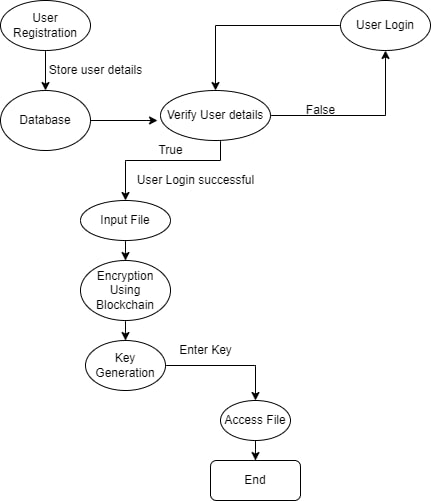 User
Registration
User Login
Store user details
Database
Verify User details
False
True
User Login successful
Input File
Encryption
Using
Blockchain
Key
Generation
Enter Key
Access File
End